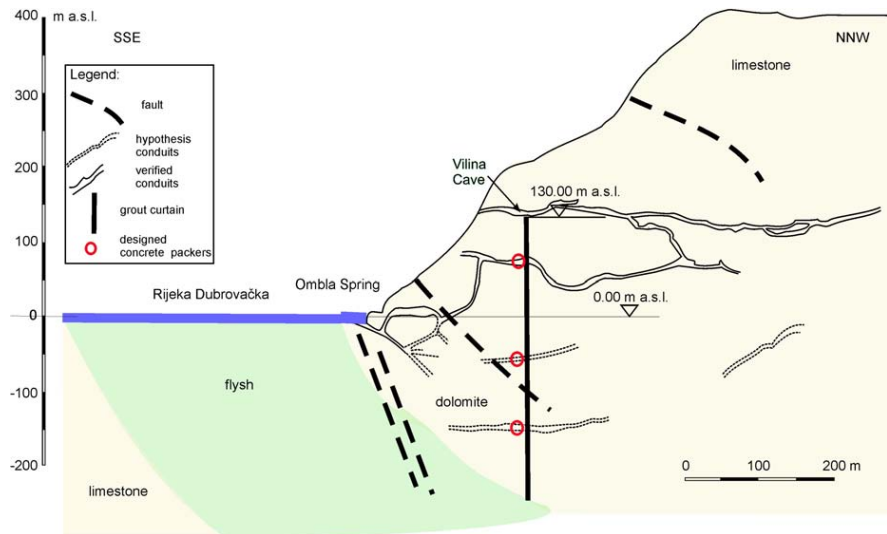 400
m a.s.l.
SSE
NNW
Legend:
fault
hypothesis
conduits
verified
conduits
grout curtain
designed
concrete packers
300
200
100
0
-100
-200
limestone
Vilina
Cave
130.00 m a.s.l.
Ombla Spring
Rijeka Dubrovačka
0.00 m a.s.l.
flysh
dolomite
limestone
0
100
200 m